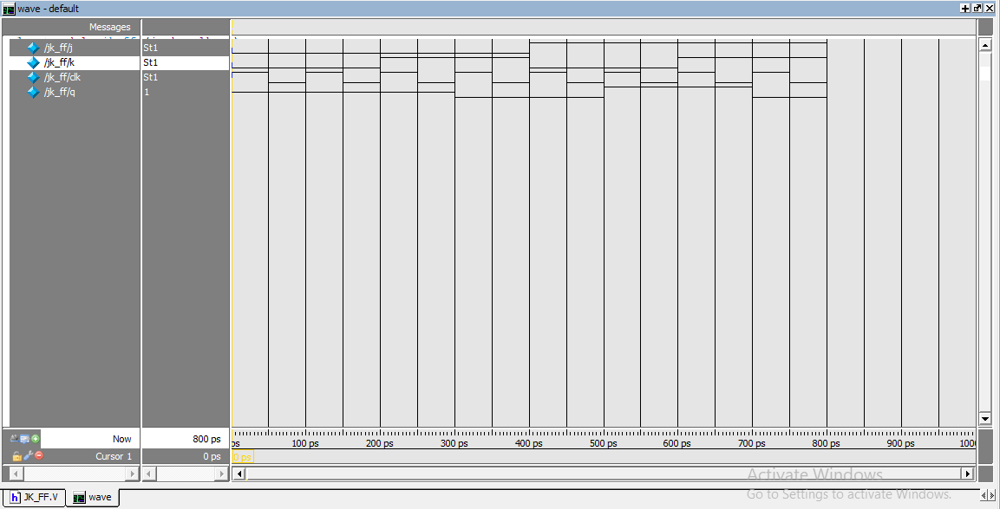 wave - default
Messages
/jk_ff/j St1
/jk_ff/k St1
/jk_ff/clk St1
/jk_ff/q 1
Now 800 ps ps 100 ps 200 ps 300 ps 400 ps 500 ps 600 ps 700 ps 800 ps 900 ps 1000
Cursor 1 0 ps 0 ps
Activate Windows
Go to Settings to activate Windows.
JK_FF.V wave